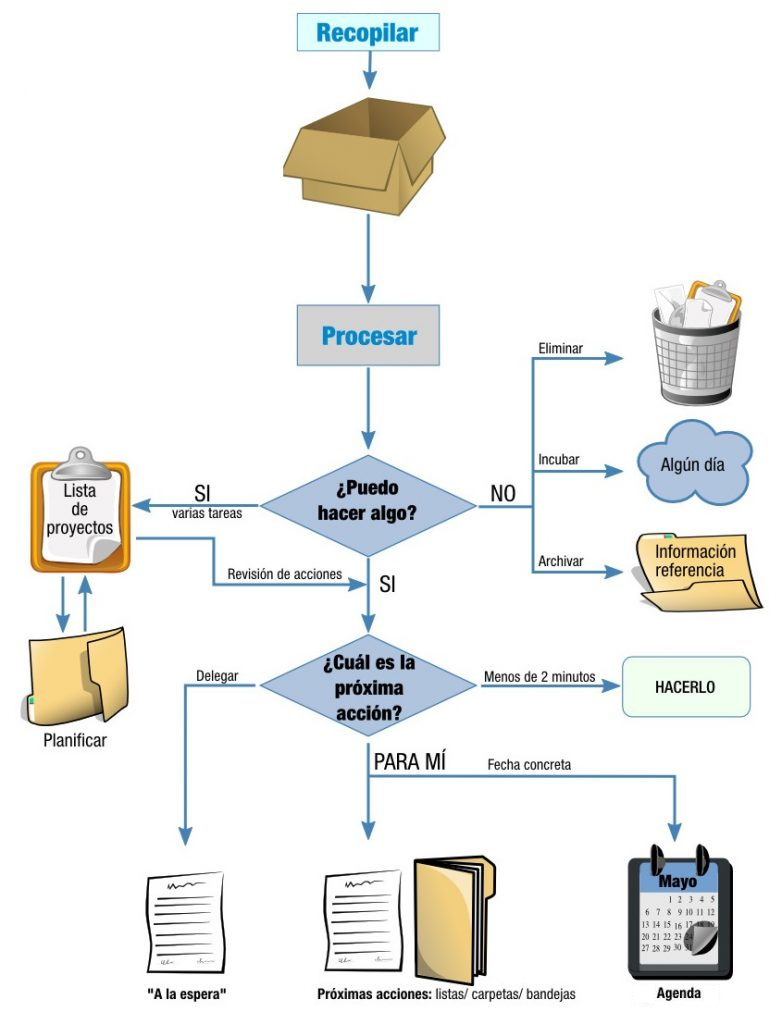 Recopilar
Procesar
Eliminar
Incubar
Algún día
Archivar
Información
referencia
¿Puedo
hacer algo?
NO
SI
varias tareas
Lista
de
proyectos
Revisión de acciones
SI
Planificar
¿Cuál es la
próxima
acción?
Delegar
Menos de 2 minutos
HACERLO
PARA MÍ
Fecha concreta
Mayo
1 2 3 4 5
6 7 8 9 10 11 12
13 14 15 16 17 18 19
20 21 22 23 24
27 28 29 30 31
"A la espera"
Próximas acciones: listas/ carpetas/ bandejas
Agenda